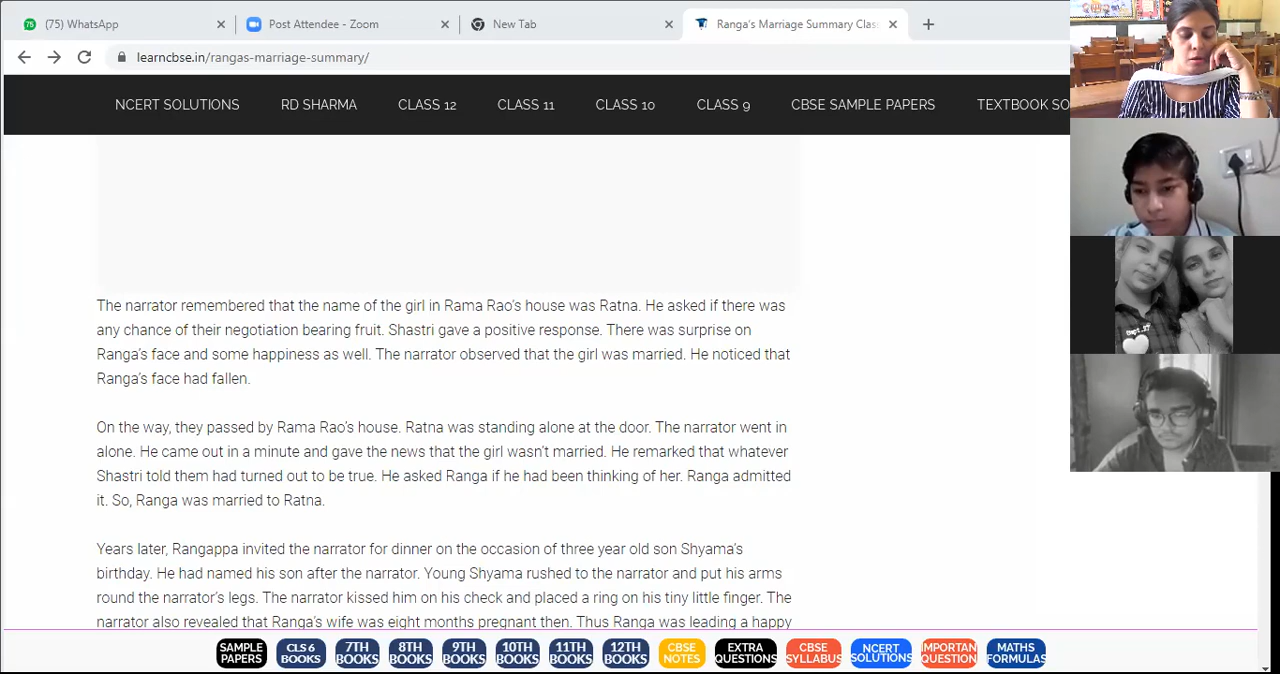 (75) WhatsApp
Post Attendee - Zoom
New Tab
Ranga's Marriage Summary Clas
learncbse.in/rangas-marriage-summary/
NCERT SOLUTIONS RD SHARMA CLASS 12 CLASS 11 CLASS 10 CLASS 9 CBSE SAMPLE PAPERS TEXTBOOK SO
The narrator remembered that the name of the girl in Rama Rao's house was Ratna. He asked if there was
any chance of their negotiation bearing fruit. Shastri gave a positive response. There was surprise on
Ranga's face and some happiness as well. The narrator observed that the girl was married. He noticed that
Ranga's face had fallen.
On the way, they passed by Rama Rao's house. Ratna was standing alone at the door. The narrator went in
alone. He came out in a minute and gave the news that the girl wasn't married. He remarked that whatever
Shastri told them had turned out to be true. He asked Ranga if he had been thinking of her. Ranga admitted
it. So, Ranga was married to Ratna.
Years later, Rangappa invited the narrator for dinner on the occasion of three year old son Shyama's
birthday. He had named his son after the narrator. Young Shyama rushed to the narrator and put his arms
round the narrator's legs. The narrator kissed him on his check and placed a ring on his tiny little finger. The
narrator also revealed that Ranga's wife was eight months pregnant then. Thus Ranga was leading a happy
SAMPLE PAPERS
CLS 6 BOOKS
7TH BOOKS
8TH BOOKS
9TH BOOKS
10TH BOOKS
11TH BOOKS
12TH BOOKS
CBSE NOTES
EXTRA QUESTIONS
CBSE SYLLABUS
NCERT SOLUTIONS
IMPORTAN QUESTION
MATHS FORMULAS